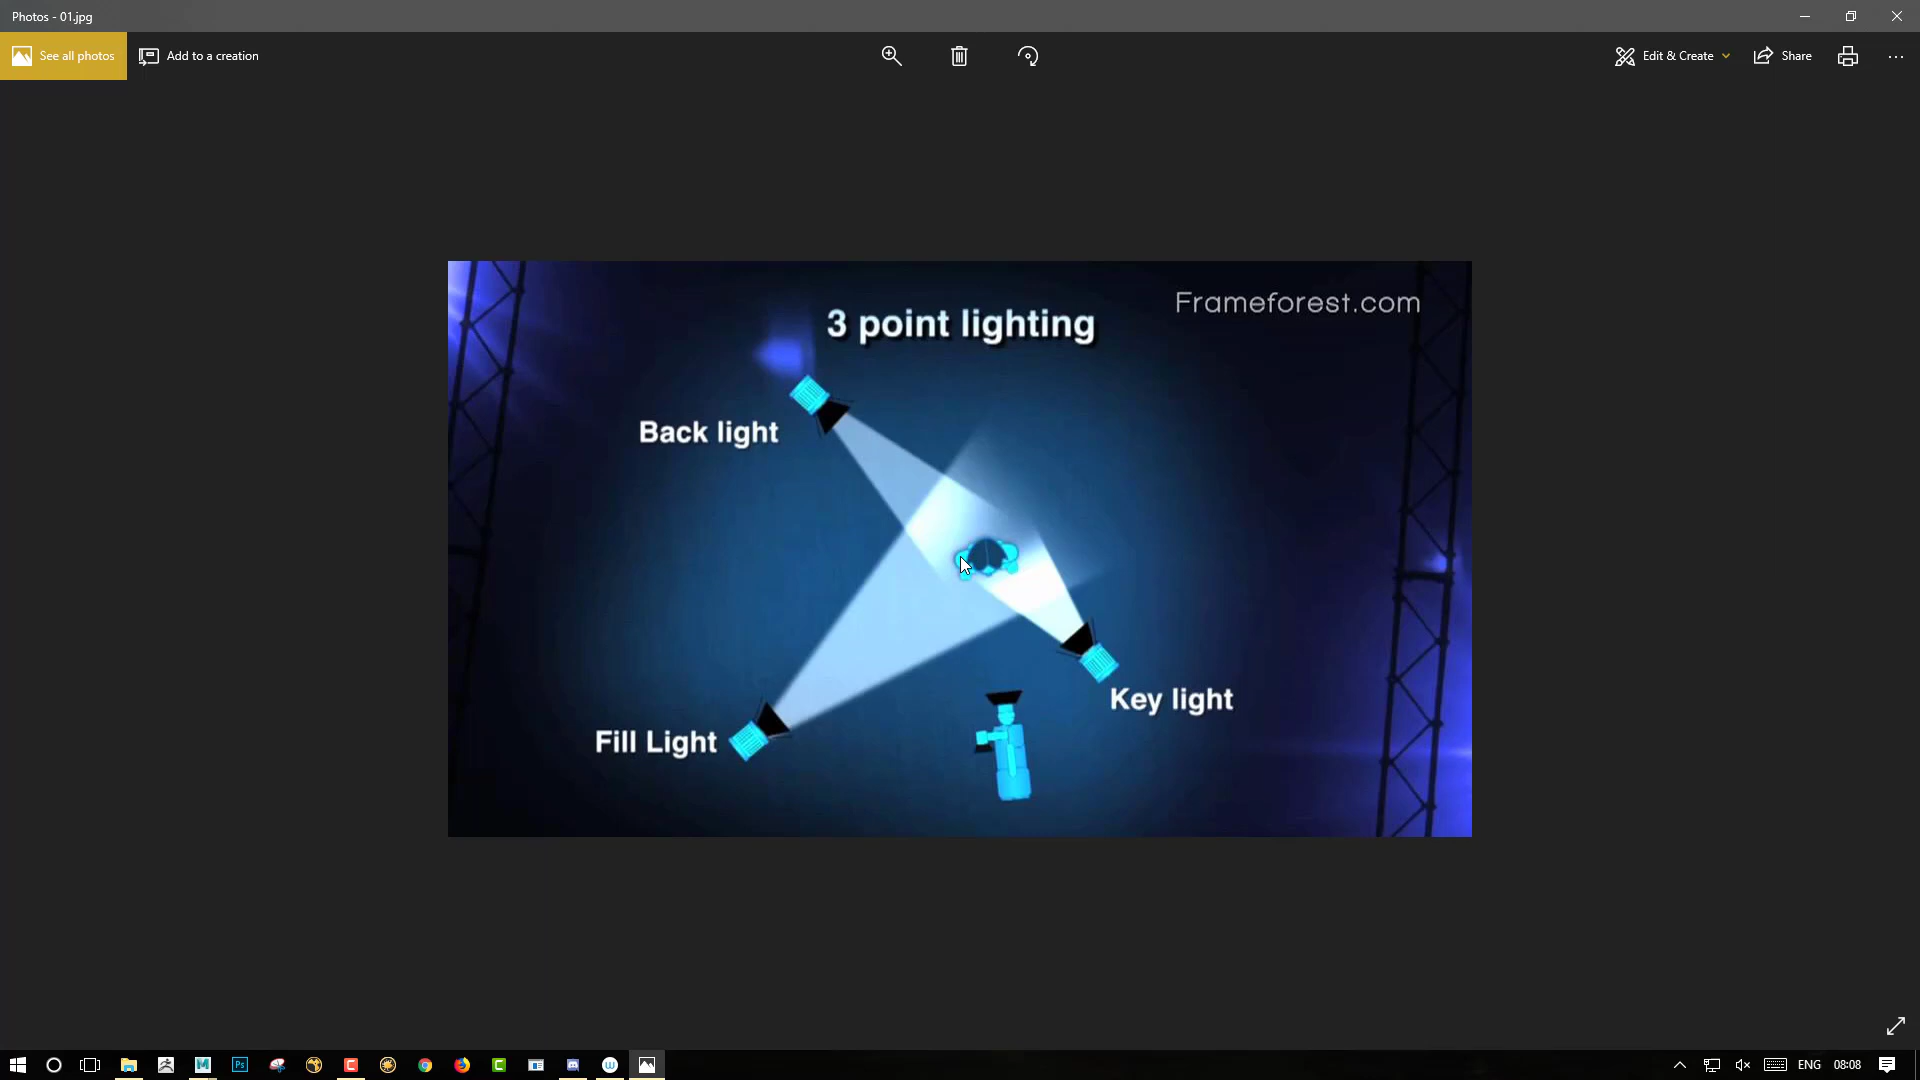 Photos - 01.jpg
See all photos
Add to a creation
Edit & Create
Share
3 point lighting
Frameforest.com
Back light
Key light
Fill Light
M
Ps
C
C
w
ENG
08:08